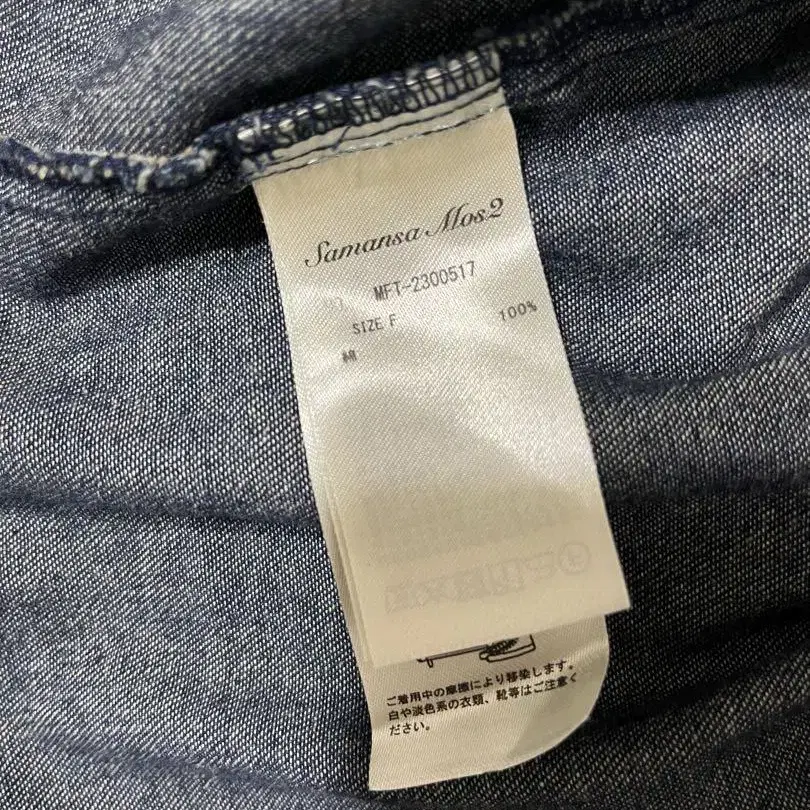 Samansa Mos2
MFT-2300517
SIZE F
綿 100%
ご着用中の摩擦により移染します。
白や淡色系の衣類、靴等はご注意く
ださい。